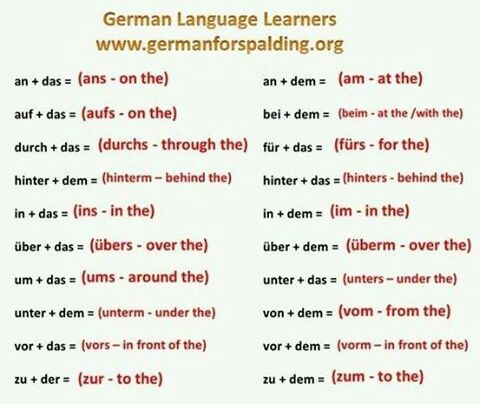 German Language Learners
www.germanforspalding.org
an + das = (ans - on the)
an + dem = (am - at the)
auf + das = (aufs - on the)
bei + dem = (beim - at the /with the)
durch + das = (durchs - through the)
für + das = (fürs - for the)
hinter + dem = (hinterm – behind the)
hinter + das = (hinters - behind the)
in + das = (ins - in the)
in + dem = (im - in the)
über + das = (übers - over the)
über + dem = (überm - over the)
um + das = (ums - around the)
unter + das = (unters – under the)
unter + dem = (unterm - under the)
von + dem = (vom - from the)
vor + das = (vors – in front of the)
vor + dem = (vorm – in front of the)
zu + der = (zur - to the)
zu + dem = (zum - to the)